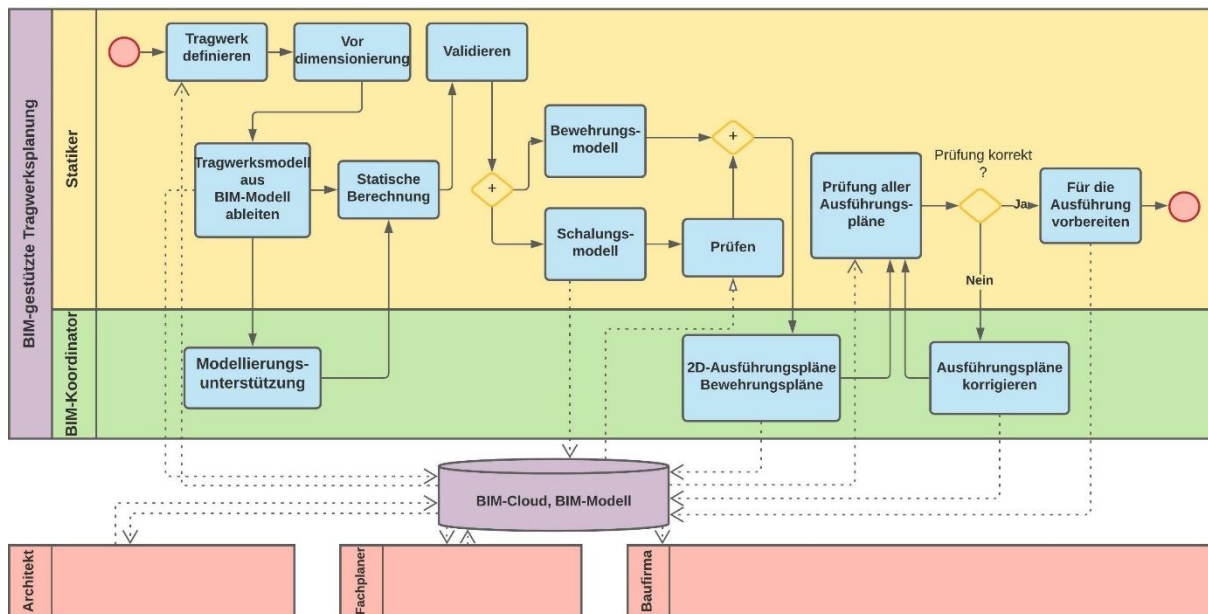 BIM-gestützte Tragwerksplanung
Statiker
Tragwerk
definieren
Vor
dimensionierung
Validieren
Tragwerksmodell
aus
BIM-Modell
ableiten
Statische
Berechnung
+
Bewehrungs-
modell
Schalungs-
modell
+
Prüfen
Prüfung aller
Ausführungs-
pläne
Prüfung korrekt
?
Ja
Nein
Für die
Ausführung
vorbereiten
BIM-Koordinator
Modellierungs-
unterstützung
2D-Ausführungspläne
Bewehrungspläne
Ausführungspläne
korrigieren
BIM-Cloud, BIM-Modell
Architekt
Fachplaner
Baufirma